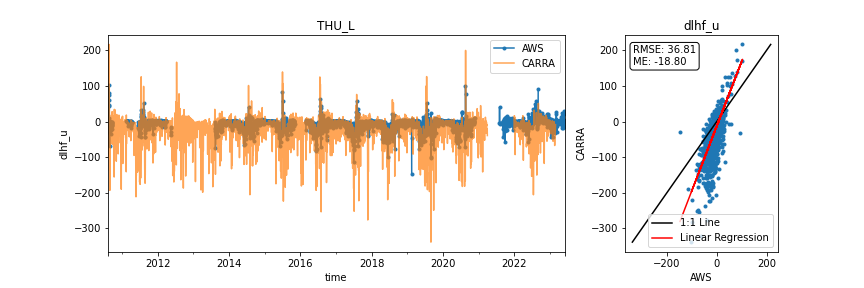 THU_L
dlhf_u
200
100
0
−100
−200
−300
dlhf_u
AWS
CARRA
2012
2014
2016
2018
2020
2022
time
200
100
0
−100
−200
−300
CARRA
RMSE: 36.81
ME: -18.80
1:1 Line
Linear Regression
−200
0
200
AWS